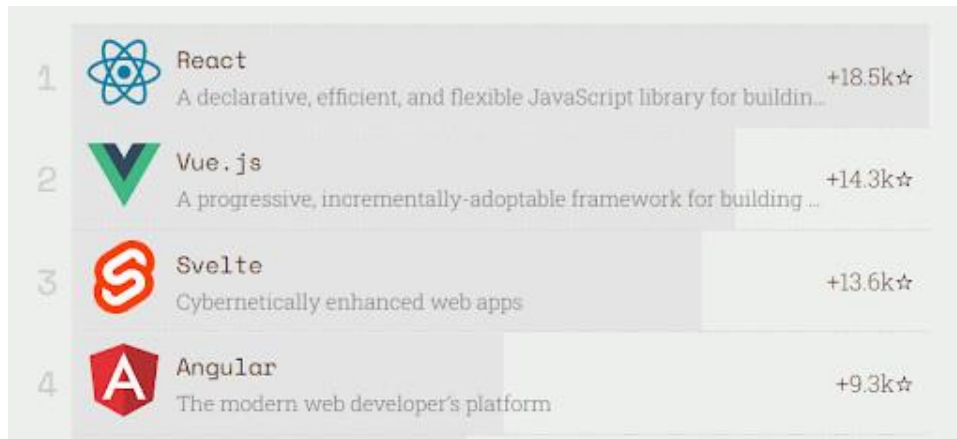 1
React
A declarative, efficient, and flexible JavaScript library for buildin...
+18.5k☆
2
Vue.js
A progressive, incrementally-adoptable framework for building ...
+14.3k☆
3
Svelte
Cybernetically enhanced web apps
+13.6k☆
4
Angular
The modern web developer's platform
+9.3k☆